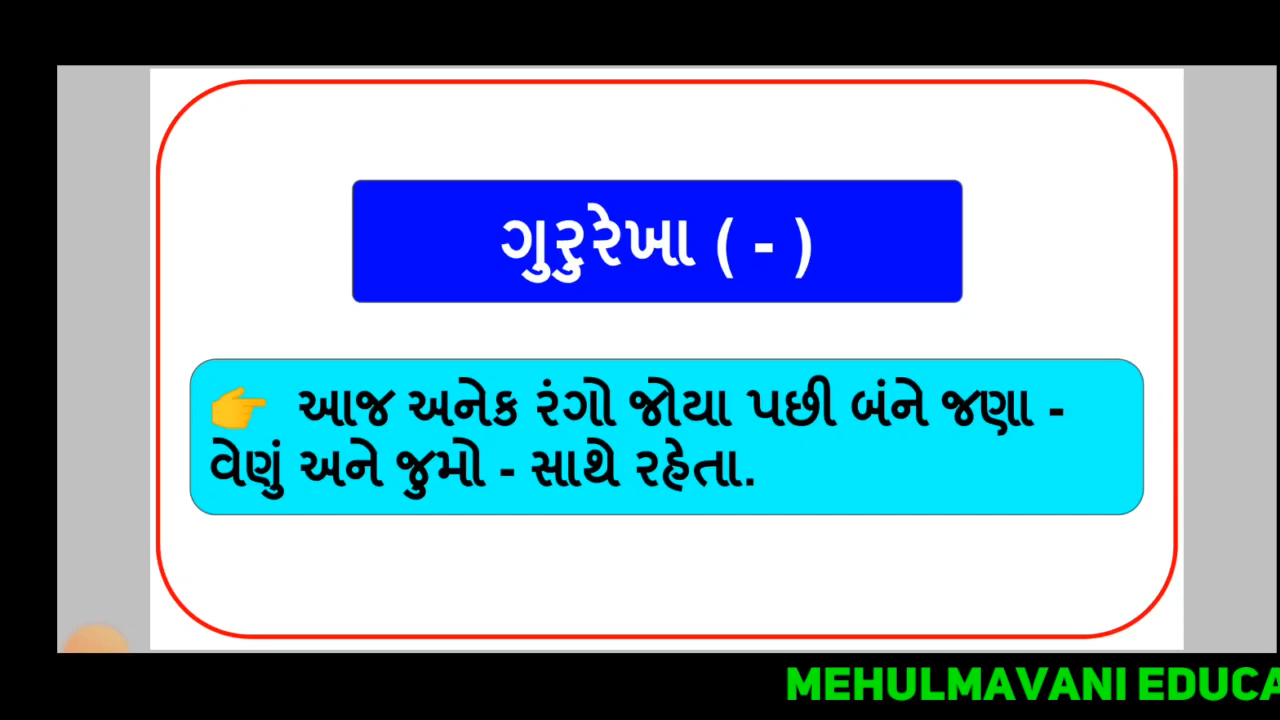 ગુરુરેખા ( - )
👉 આજ અનેક રંગો જોયા પછી બંને જણા -
વેણું અને જુમો - સાથે રહેતા.
MEHULMAVANI EDUCA